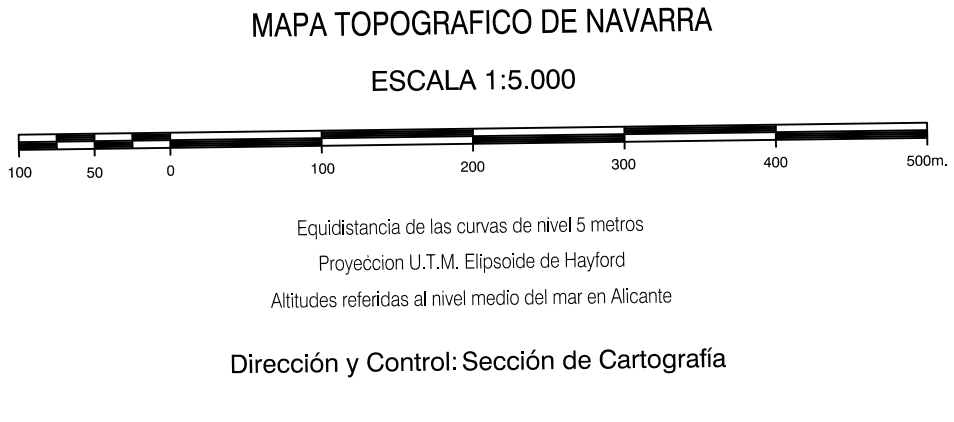 MAPA TOPOGRAFICO DE NAVARRA
ESCALA 1:5.000
100 50 0 100 200 300 400 500m.
Equidistancia de las curvas de nivel 5 metros
Proyección U.T.M. Elipsoide de Hayford
Altitudes referidas al nivel medio del mar en Alicante
Dirección y Control: Sección de Cartografía